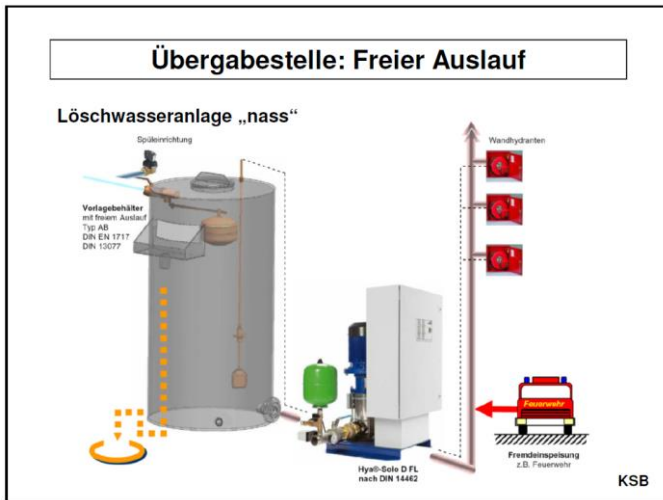 Übergabestelle: Freier Auslauf
Löschwasseranlage „nass“
Spüleinrichtung
Wandhydranten
Vorlagebehälter
mit freiem Auslauf
Typ AB
DIN EN 1717
DIN 13077
Feuerwehr
Hya®-Solo D FL
nach DIN 14462
Fremdeinspeisung
z.B. Feuerwehr
KSB